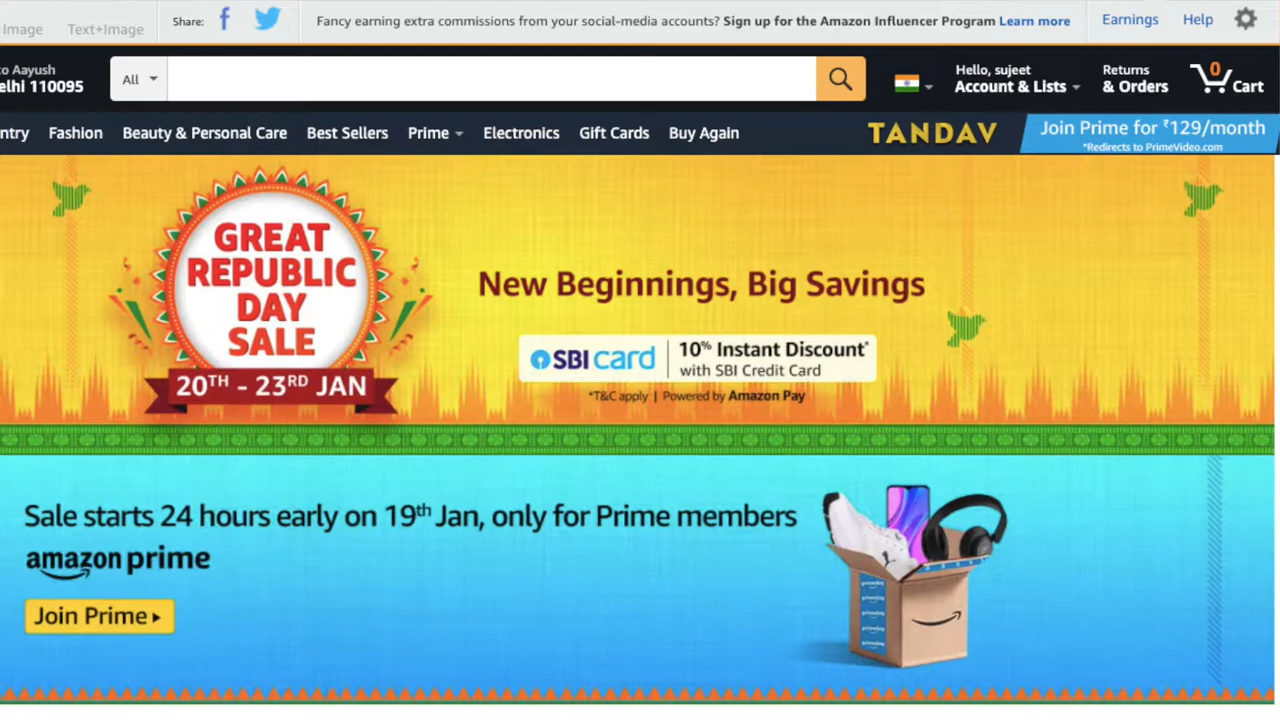 Image
Text+Image
Share:
Fancy earning extra commissions from your social-media accounts? Sign up for the Amazon Influencer Program Learn more
Earnings
Help
to Aayush
elhi 110095
All
Hello, sujeet
Account & Lists
Returns
& Orders
0
Cart
ntry
Fashion
Beauty & Personal Care
Best Sellers
Prime
Electronics
Gift Cards
Buy Again
TANDAV
Join Prime for ₹129/month
*Redirects to PrimeVideo.com
GREAT
REPUBLIC
DAY
SALE
20TH - 23RD JAN
New Beginnings, Big Savings
SBI card
10% Instant Discount*
with SBI Credit Card
*T&C apply | Powered by Amazon Pay
Sale starts 24 hours early on 19th Jan, only for Prime members
amazon prime
Join Prime